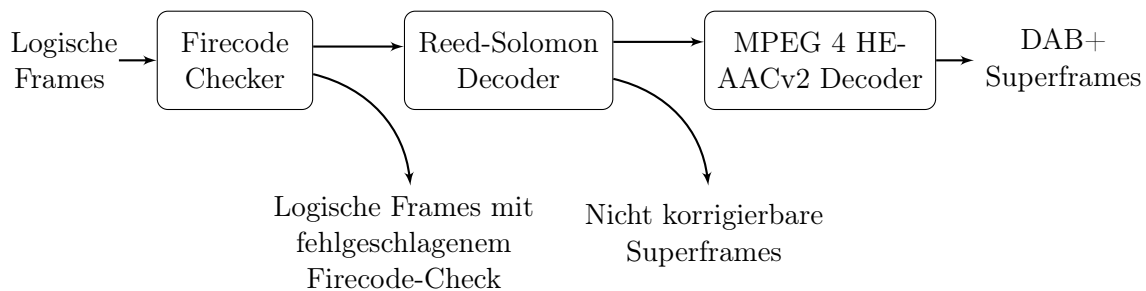 Logische
Frames
Firecode
Checker
Reed-Solomon
Decoder
MPEG 4 HE-
AACv2 Decoder
DAB+
Superframes
Logische Frames mit
fehlgeschlagenem
Firecode-Check
Nicht korrigierbare
Superframes